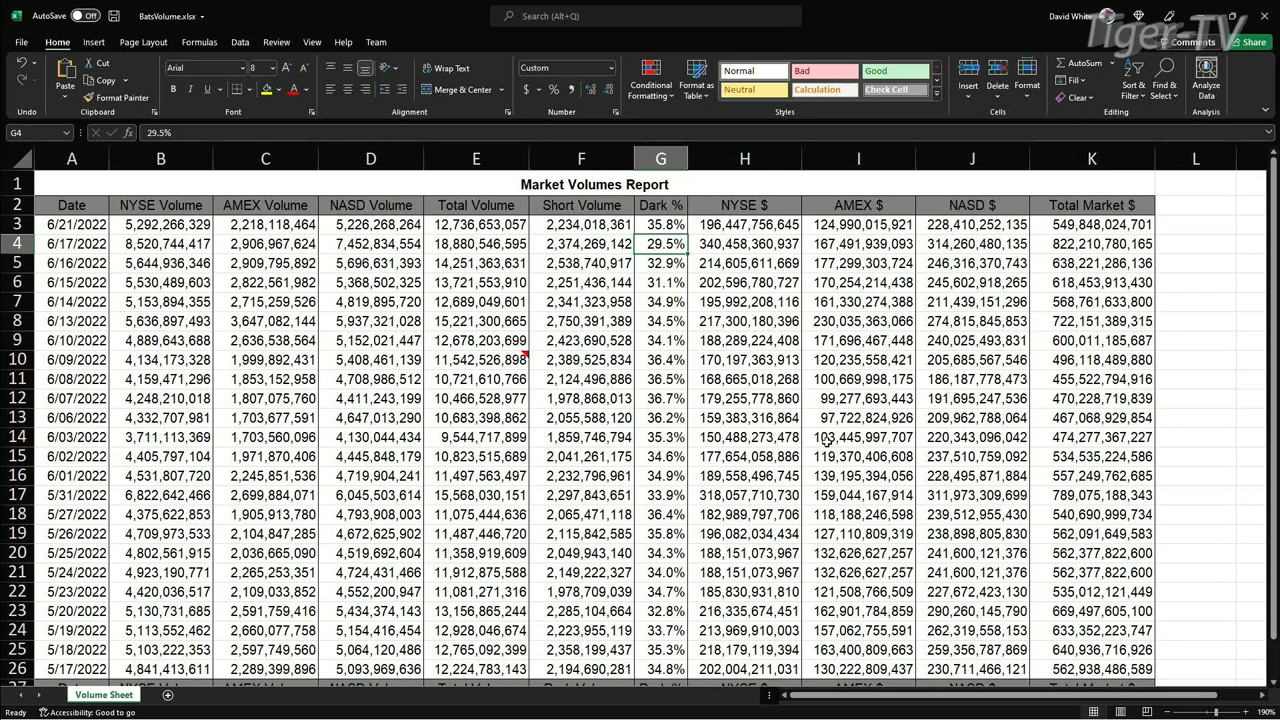 AutoSave Off BatsVolume.xlsx Search (Alt+Q) David White
Tiger-TV
File Home Insert Page Layout Formulas Data Review View Help Team Comments Share
Cut Arial 8 Wrap Text Custom Normal Bad Good AutoSum
Copy Fill
Paste Format Painter Merge & Center Conditional Formatting Format as Table Neutral Calculation Check Cell Insert Delete Format Clear Sort & Filter Find & Select Analyze Data
Clipboard Font Alignment Number Styles Cells Editing Analysis
G4 fx 29.5%
A B C D E F G H I J K L
1 Market Volumes Report
2 Date NYSE Volume AMEX Volume NASD Volume Total Volume Short Volume Dark % NYSE $ AMEX $ NASD $ Total Market $
3 6/21/2022 5,292,266,329 2,218,118,464 5,226,268,264 12,736,653,057 2,234,018,361 35.8% 196,447,756,645 124,990,015,921 228,410,252,135 549,848,024,701
4 6/17/2022 8,520,744,417 2,906,967,624 7,452,834,554 18,880,546,595 2,374,269,142 29.5% 340,458,360,937 167,491,939,093 314,260,480,135 822,210,780,165
5 6/16/2022 5,644,936,346 2,909,795,892 5,696,631,393 14,251,363,631 2,538,740,917 32.9% 214,605,611,669 177,299,303,724 246,316,370,743 638,221,286,136
6 6/15/2022 5,530,489,603 2,822,561,982 5,368,502,325 13,721,553,910 2,251,436,144 31.1% 202,596,780,727 170,254,214,438 245,602,918,265 618,453,913,430
7 6/14/2022 5,153,894,355 2,715,259,526 4,819,895,720 12,689,049,601 2,341,323,958 34.9% 195,992,208,116 161,330,274,388 211,439,151,296 568,761,633,800
8 6/13/2022 5,636,897,493 3,647,082,144 5,937,321,028 15,221,300,665 2,750,391,389 34.5% 217,300,180,396 230,035,363,066 274,815,845,853 722,151,389,315
9 6/10/2022 4,889,643,688 2,636,538,564 5,152,021,447 12,678,203,699 2,423,690,528 34.1% 188,289,224,408 171,696,467,448 240,025,493,831 600,011,185,687
10 6/09/2022 4,134,173,328 1,999,892,431 5,408,461,139 11,542,526,898 2,389,525,834 36.4% 170,197,363,913 120,235,558,421 205,685,567,546 496,118,489,880
11 6/08/2022 4,159,471,296 1,853,152,958 4,708,986,512 10,721,610,766 2,124,496,886 36.5% 168,665,018,268 100,669,998,175 186,187,778,473 455,522,794,916
12 6/07/2022 4,248,210,018 1,807,075,760 4,411,243,199 10,466,528,977 1,978,868,013 36.7% 179,255,778,860 99,277,693,443 191,695,247,536 470,228,719,839
13 6/06/2022 4,332,707,981 1,703,677,591 4,647,013,290 10,683,398,862 2,055,588,120 36.2% 159,383,316,864 97,722,824,926 209,962,788,064 467,068,929,854
14 6/03/2022 3,711,113,369 1,703,560,096 4,130,044,434 9,544,717,899 1,859,746,794 35.3% 150,488,273,478 103,445,997,707 220,343,096,042 474,277,367,227
15 6/02/2022 4,405,797,104 1,971,870,406 4,445,848,179 10,823,515,689 2,041,261,175 34.6% 177,654,058,886 119,370,406,608 237,510,759,092 534,535,224,586
16 6/01/2022 4,531,807,720 2,245,851,536 4,719,904,241 11,497,563,497 2,232,796,961 34.9% 189,558,496,745 139,195,394,056 228,495,871,884 557,249,762,685
17 5/31/2022 6,822,642,466 2,699,884,071 6,045,503,614 15,568,030,151 2,297,843,651 33.9% 318,057,710,730 159,044,167,914 311,973,309,699 789,075,188,343
18 5/27/2022 4,375,622,853 1,905,913,780 4,793,908,003 11,075,444,636 2,065,471,118 36.4% 182,989,797,706 118,188,246,598 239,512,955,430 540,690,999,734
19 5/26/2022 4,709,973,533 2,104,847,285 4,672,625,902 11,487,446,720 2,115,842,585 35.8% 196,082,034,433 127,110,809,319 238,898,805,830 562,091,649,583
20 5/25/2022 4,802,561,915 2,036,665,090 4,519,692,604 11,358,919,609 2,049,943,140 34.3% 188,151,073,967 132,626,627,257 241,600,121,376 562,377,822,600
21 5/24/2022 4,923,190,771 2,265,253,351 4,724,431,466 11,912,875,588 2,149,222,327 34.0% 188,151,073,967 132,626,627,257 241,600,121,376 562,377,822,600
22 5/23/2022 4,420,036,517 2,109,033,852 4,552,200,947 11,081,271,316 1,978,709,039 34.7% 185,830,931,114 121,508,766,509 227,672,423,130 535,012,121,449
23 5/20/2022 5,130,731,685 2,591,759,416 5,434,374,143 13,156,865,244 2,285,104,664 32.8% 216,335,674,451 162,901,784,859 290,260,145,790 669,497,605,100
24 5/19/2022 5,113,552,462 2,660,077,758 5,154,416,454 12,928,046,674 2,223,955,119 33.7% 213,969,910,003 157,062,755,591 262,319,558,153 633,352,223,747
25 5/18/2022 5,103,222,353 2,597,749,560 5,064,120,486 12,765,092,399 2,358,199,437 35.3% 218,179,119,394 163,400,809,663 259,356,787,869 640,936,716,926
26 5/17/2022 4,841,413,611 2,289,399,896 5,093,969,636 12,224,783,143 2,194,690,281 34.8% 202,004,211,031 130,222,809,437 230,711,466,121 562,938,486,589
Volume Sheet
Ready Accessibility: Good to go 190%